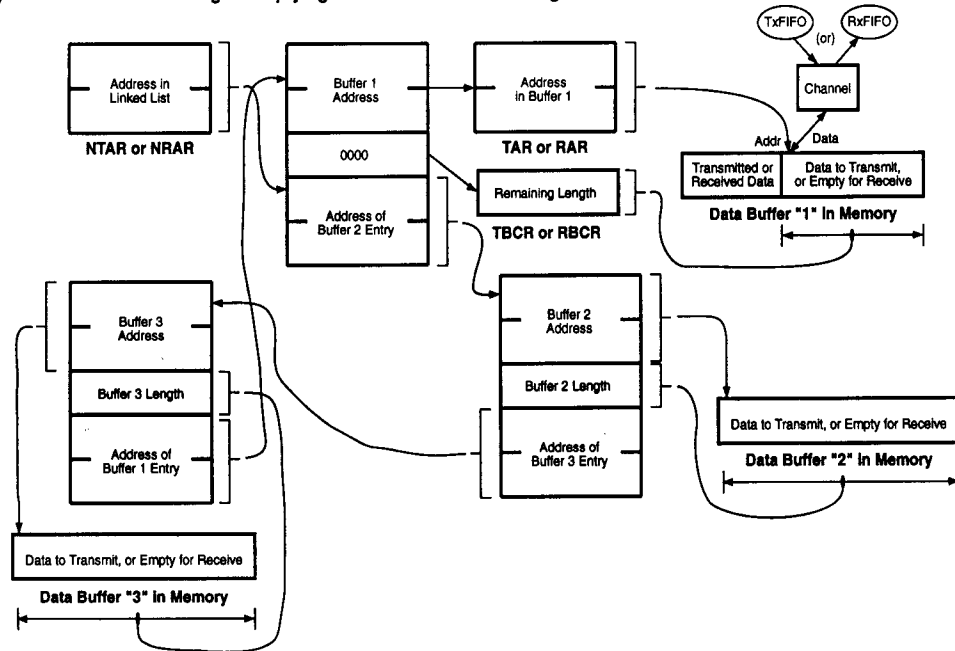 TxFIFO
(or)
RxFIFO
Channel
Addr
Data
Address in
Linked List
NTAR or NRAR
Buffer 1
Address
0000
Address of
Buffer 2 Entry
Address
in Buffer 1
TAR or RAR
Remaining Length
TBCR or RBCR
Transmitted or
Received Data
Data to Transmit,
or Empty for Receive
Data Buffer "1" in Memory
Buffer 3
Address
Buffer 3 Length
Address of
Buffer 1 Entry
Buffer 2
Address
Buffer 2 Length
Address of
Buffer 3 Entry
Data to Transmit, or Empty for Receive
Data Buffer "2" in Memory
Data to Transmit, or Empty for Receive
Data Buffer "3" in Memory